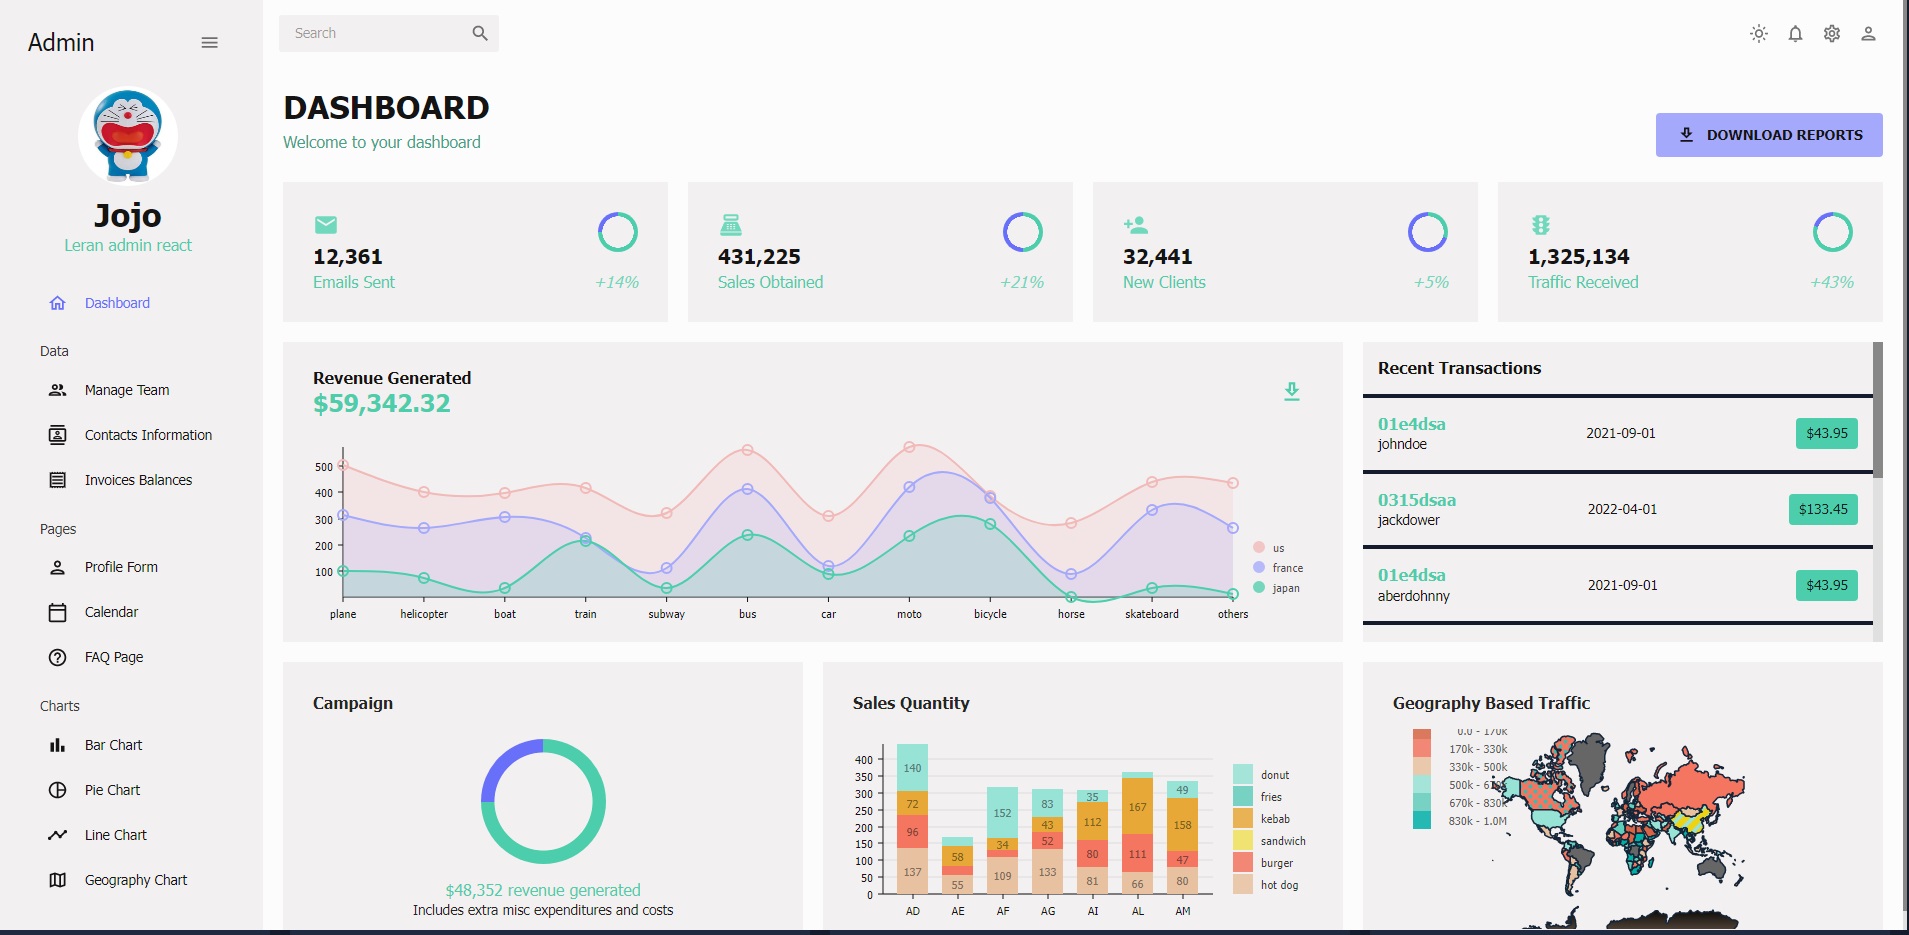 Admin
Search
Jojo
Leran admin react
Dashboard
Data
Manage Team
Contacts Information
Invoices Balances
Pages
Profile Form
Calendar
FAQ Page
Charts
Bar Chart
Pie Chart
Line Chart
Geography Chart
DASHBOARD
Welcome to your dashboard
DOWNLOAD REPORTS
12,361
Emails Sent
+14%
431,225
Sales Obtained
+21%
32,441
New Clients
+5%
1,325,134
Traffic Received
+43%
Revenue Generated
$59,342.32
500
400
300
200
100
plane helicopter boat train subway bus car moto bicycle horse skateboard others
us
france
japan
Recent Transactions
01e4dsa
johndoe
2021-09-01
$43.95
0315dsaa
jackdower
2022-04-01
$133.45
01e4dsa
aberdohnny
2021-09-01
$43.95
Campaign
$48,352 revenue generated
Includes extra misc expenditures and costs
Sales Quantity
400
350
300
250
200
150
100
50
0
140
72
96
137
58
55
152
34
109
83
43
52
133
35
112
80
81
167
111
66
49
158
47
80
AD AE AF AG AI AL AM
donut
fries
kebab
sandwich
burger
hot dog
Geography Based Traffic
0.0 - 170k
170k - 330k
330k - 500k
500k - 670k
670k - 830k
830k - 1.0M